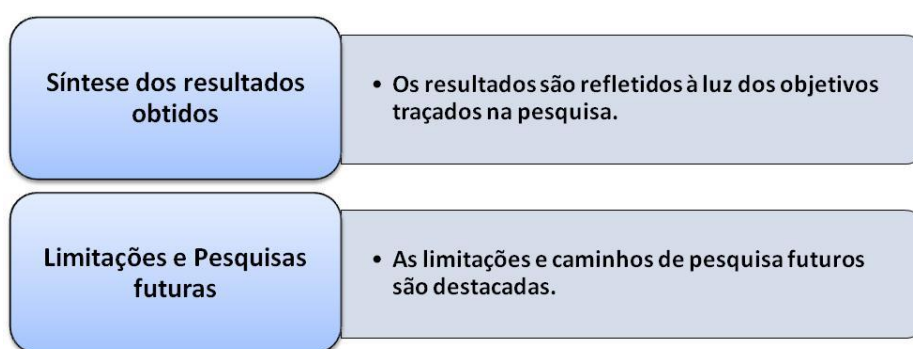 Síntese dos resultados
obtidos
• Os resultados são refletidos à luz dos objetivos
traçados na pesquisa.
Limitações e Pesquisas
futuras
• As limitações e caminhos de pesquisa futuros
são destacadas.